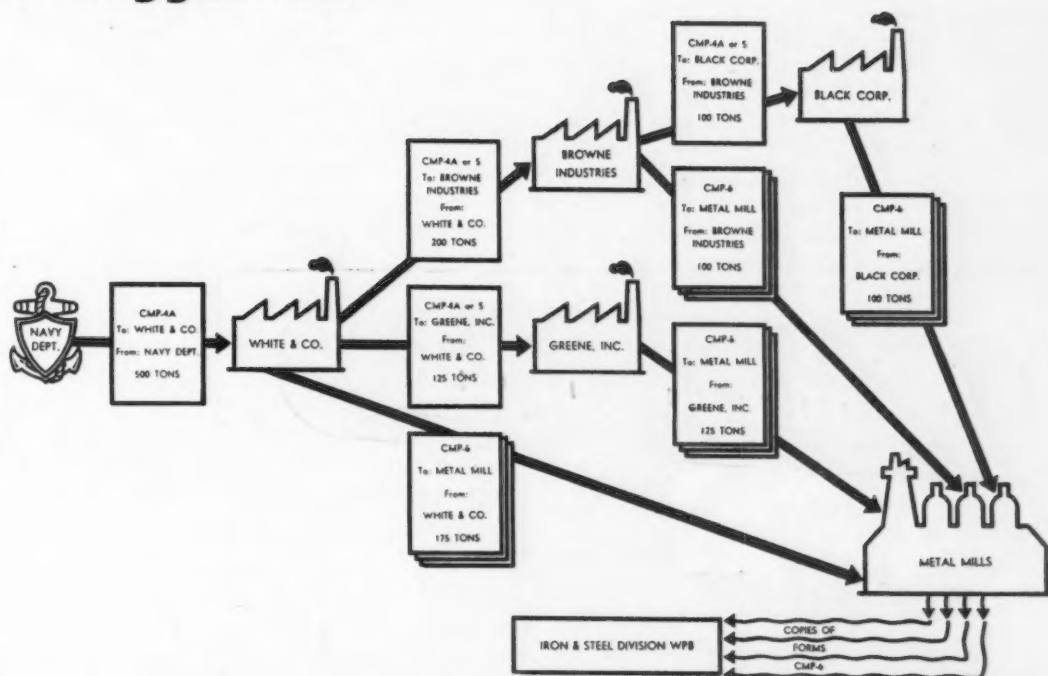 CMP-4A or 5
To: BLACK CORP.
From: BROWNE
INDUSTRIES
100 TONS
BLACK CORP.
BROWNE
INDUSTRIES
CMP-4A or 5
To: BROWNE
INDUSTRIES
From:
WHITE & CO.
200 TONS
CMP-6
To: METAL MILL
From: BROWNE
INDUSTRIES
100 TONS
CMP-6
To: METAL MILL
From:
BLACK CORP.
100 TONS
NAVY
DEPT.
CMP-4A
To: WHITE & CO.
From: NAVY DEPT.
500 TONS
WHITE & CO.
CMP-4A or 5
To: GREENE, INC.
From:
WHITE & CO.
125 TONS
GREENE, INC.
CMP-6
To: METAL MILL
From:
GREENE, INC.
125 TONS
CMP-6
To: METAL MILL
From:
WHITE & CO.
175 TONS
METAL MILLS
IRON & STEEL DIVISION WPB
COPIES OF
FORMS
CMP-6